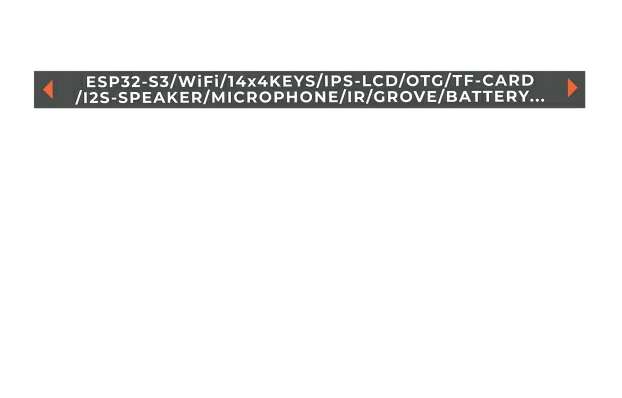 ESP32-S3/WiFi/14x4KEYS/IPS-LCD/OTG/TF-CARD
/I2S-SPEAKER/MICROPHONE/IR/GROVE/BATTERY...